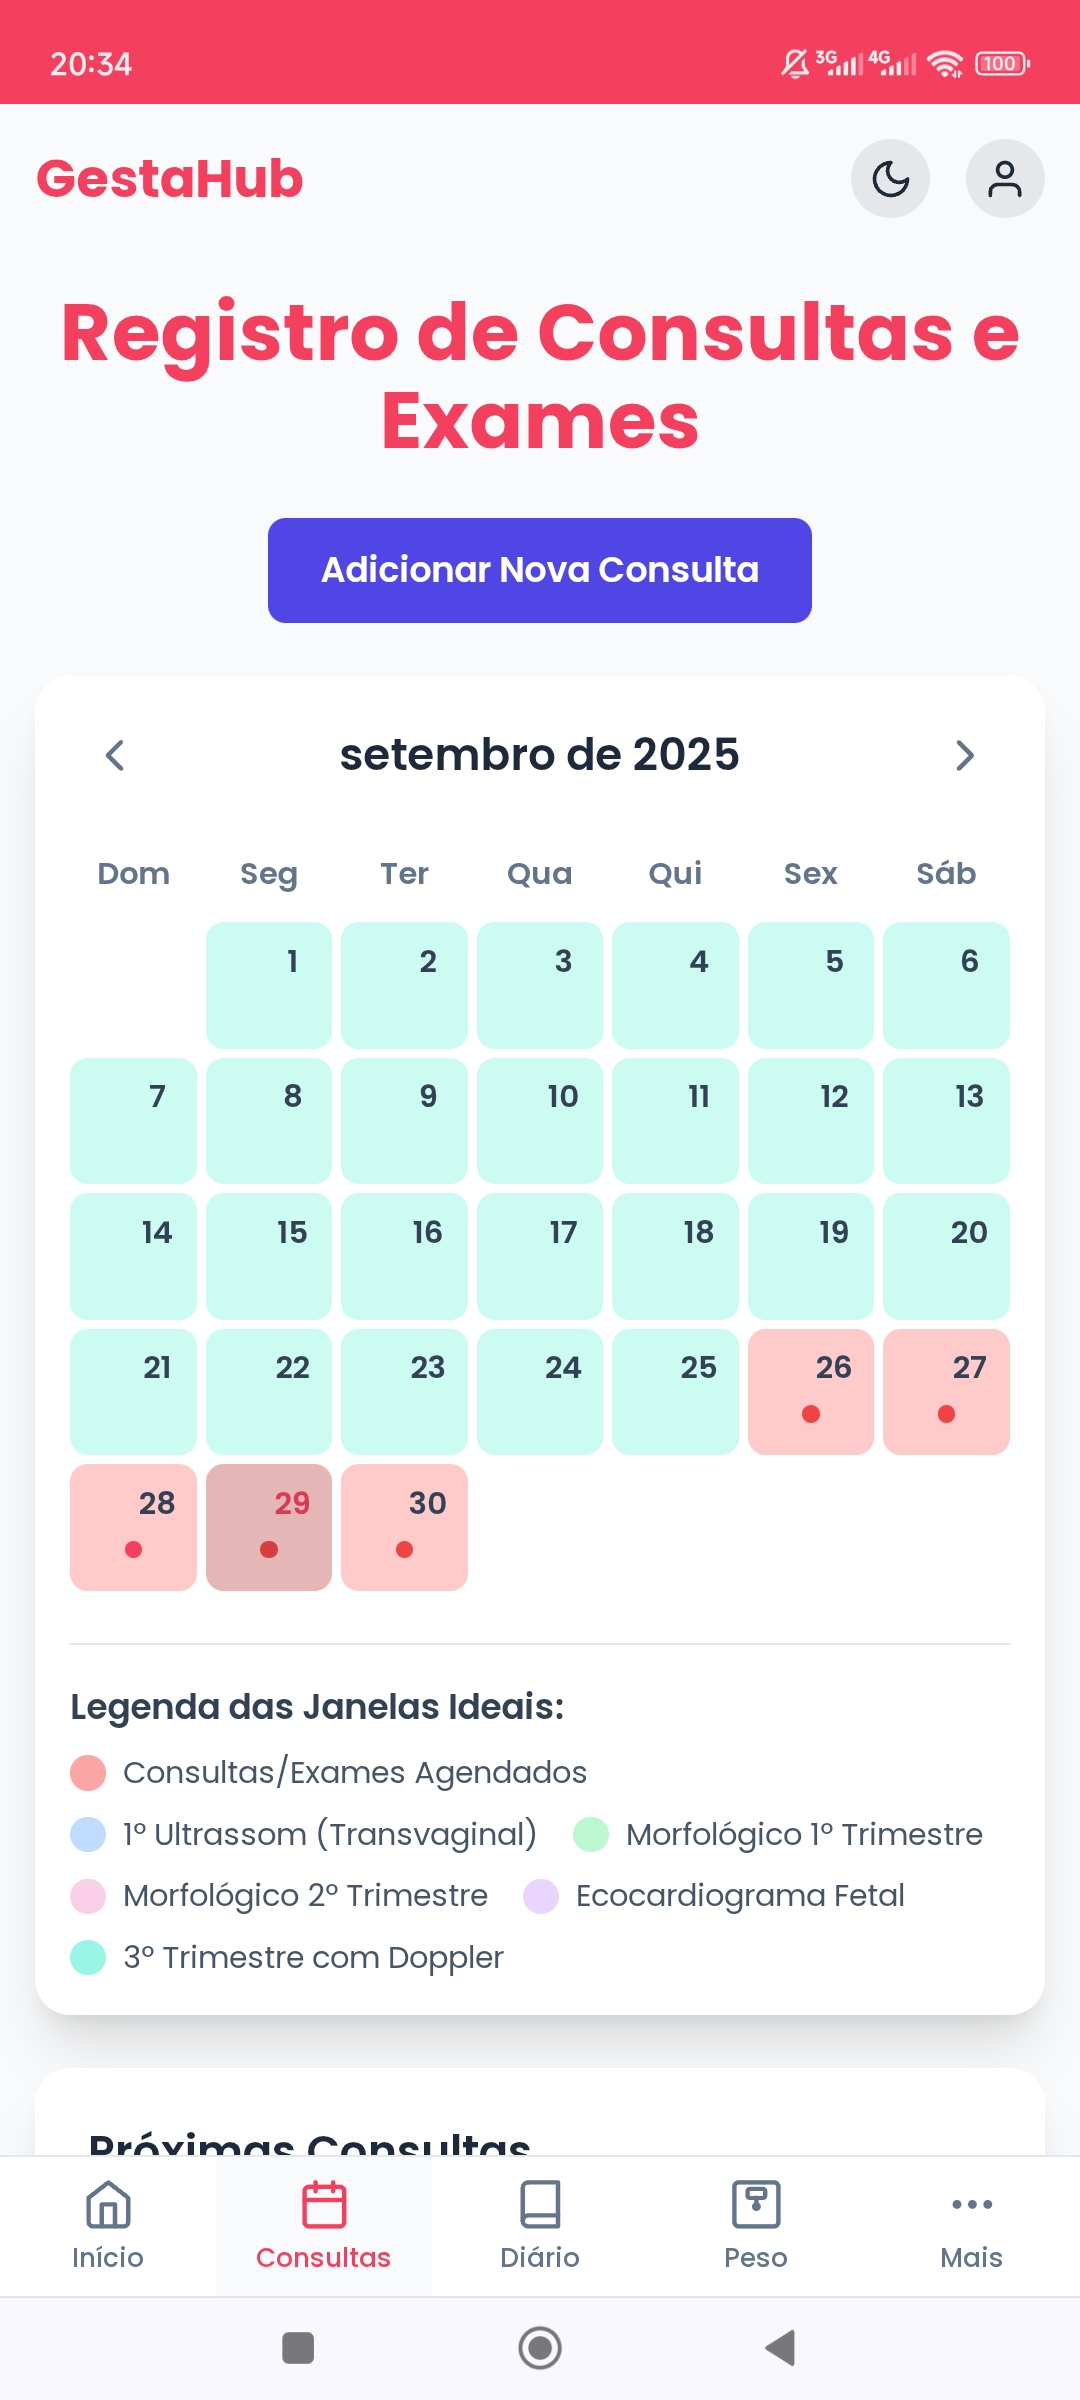 20:34
3G 4G 100
GestaHub
Registro de Consultas e
Exames
Adicionar Nova Consulta
setembro de 2025
Dom Seg Ter Qua Qui Sex Sáb
1 2 3 4 5 6
7 8 9 10 11 12 13
14 15 16 17 18 19 20
21 22 23 24 25 26 27
28 29 30
Legenda das Janelas Ideais:
Consultas/Exames Agendados
1º Ultrassom (Transvaginal) Morfológico 1º Trimestre
Morfológico 2º Trimestre Ecocardiograma Fetal
3º Trimestre com Doppler
Próximas Consultas
Início Consultas Diário Peso Mais